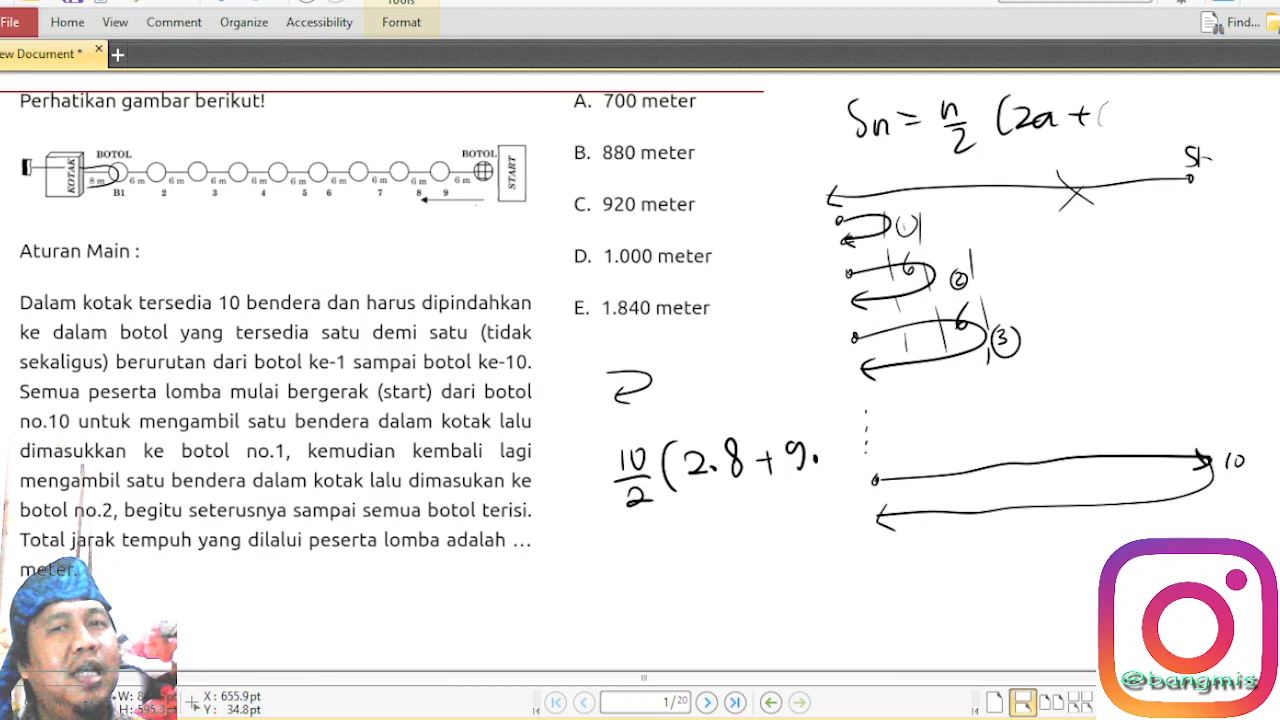 Tools
File Home View Comment Organize Accessibility Format
Find...
ew Document *
Perhatikan gambar berikut!
KOTAK
BOTOL
BOTOL
START
8 m 6 m 6 m 6 m 6 m 6 m 6 m 6 m 6 m 6 m
B1 2 3 4 5 6 7 8 9
Aturan Main :
Dalam kotak tersedia 10 bendera dan harus dipindahkan
ke dalam botol yang tersedia satu demi satu (tidak
sekaligus) berurutan dari botol ke-1 sampai botol ke-10.
Semua peserta lomba mulai bergerak (start) dari botol
no.10 untuk mengambil satu bendera dalam kotak lalu
dimasukkan ke botol no.1, kemudian kembali lagi
mengambil satu bendera dalam kotak lalu dimasukan ke
botol no.2, begitu seterusnya sampai semua botol terisi.
Total jarak tempuh yang dilalui peserta lomba adalah …
meter.
A. 700 meter
B. 880 meter
C. 920 meter
D. 1.000 meter
E. 1.840 meter
10/2 (2.8 + 9.
Sn = n/2 (2a + (
St
1
6 2
6 3
10
@bangmis
X: 655.9 pt
Y: 34.8 pt
1 / 20